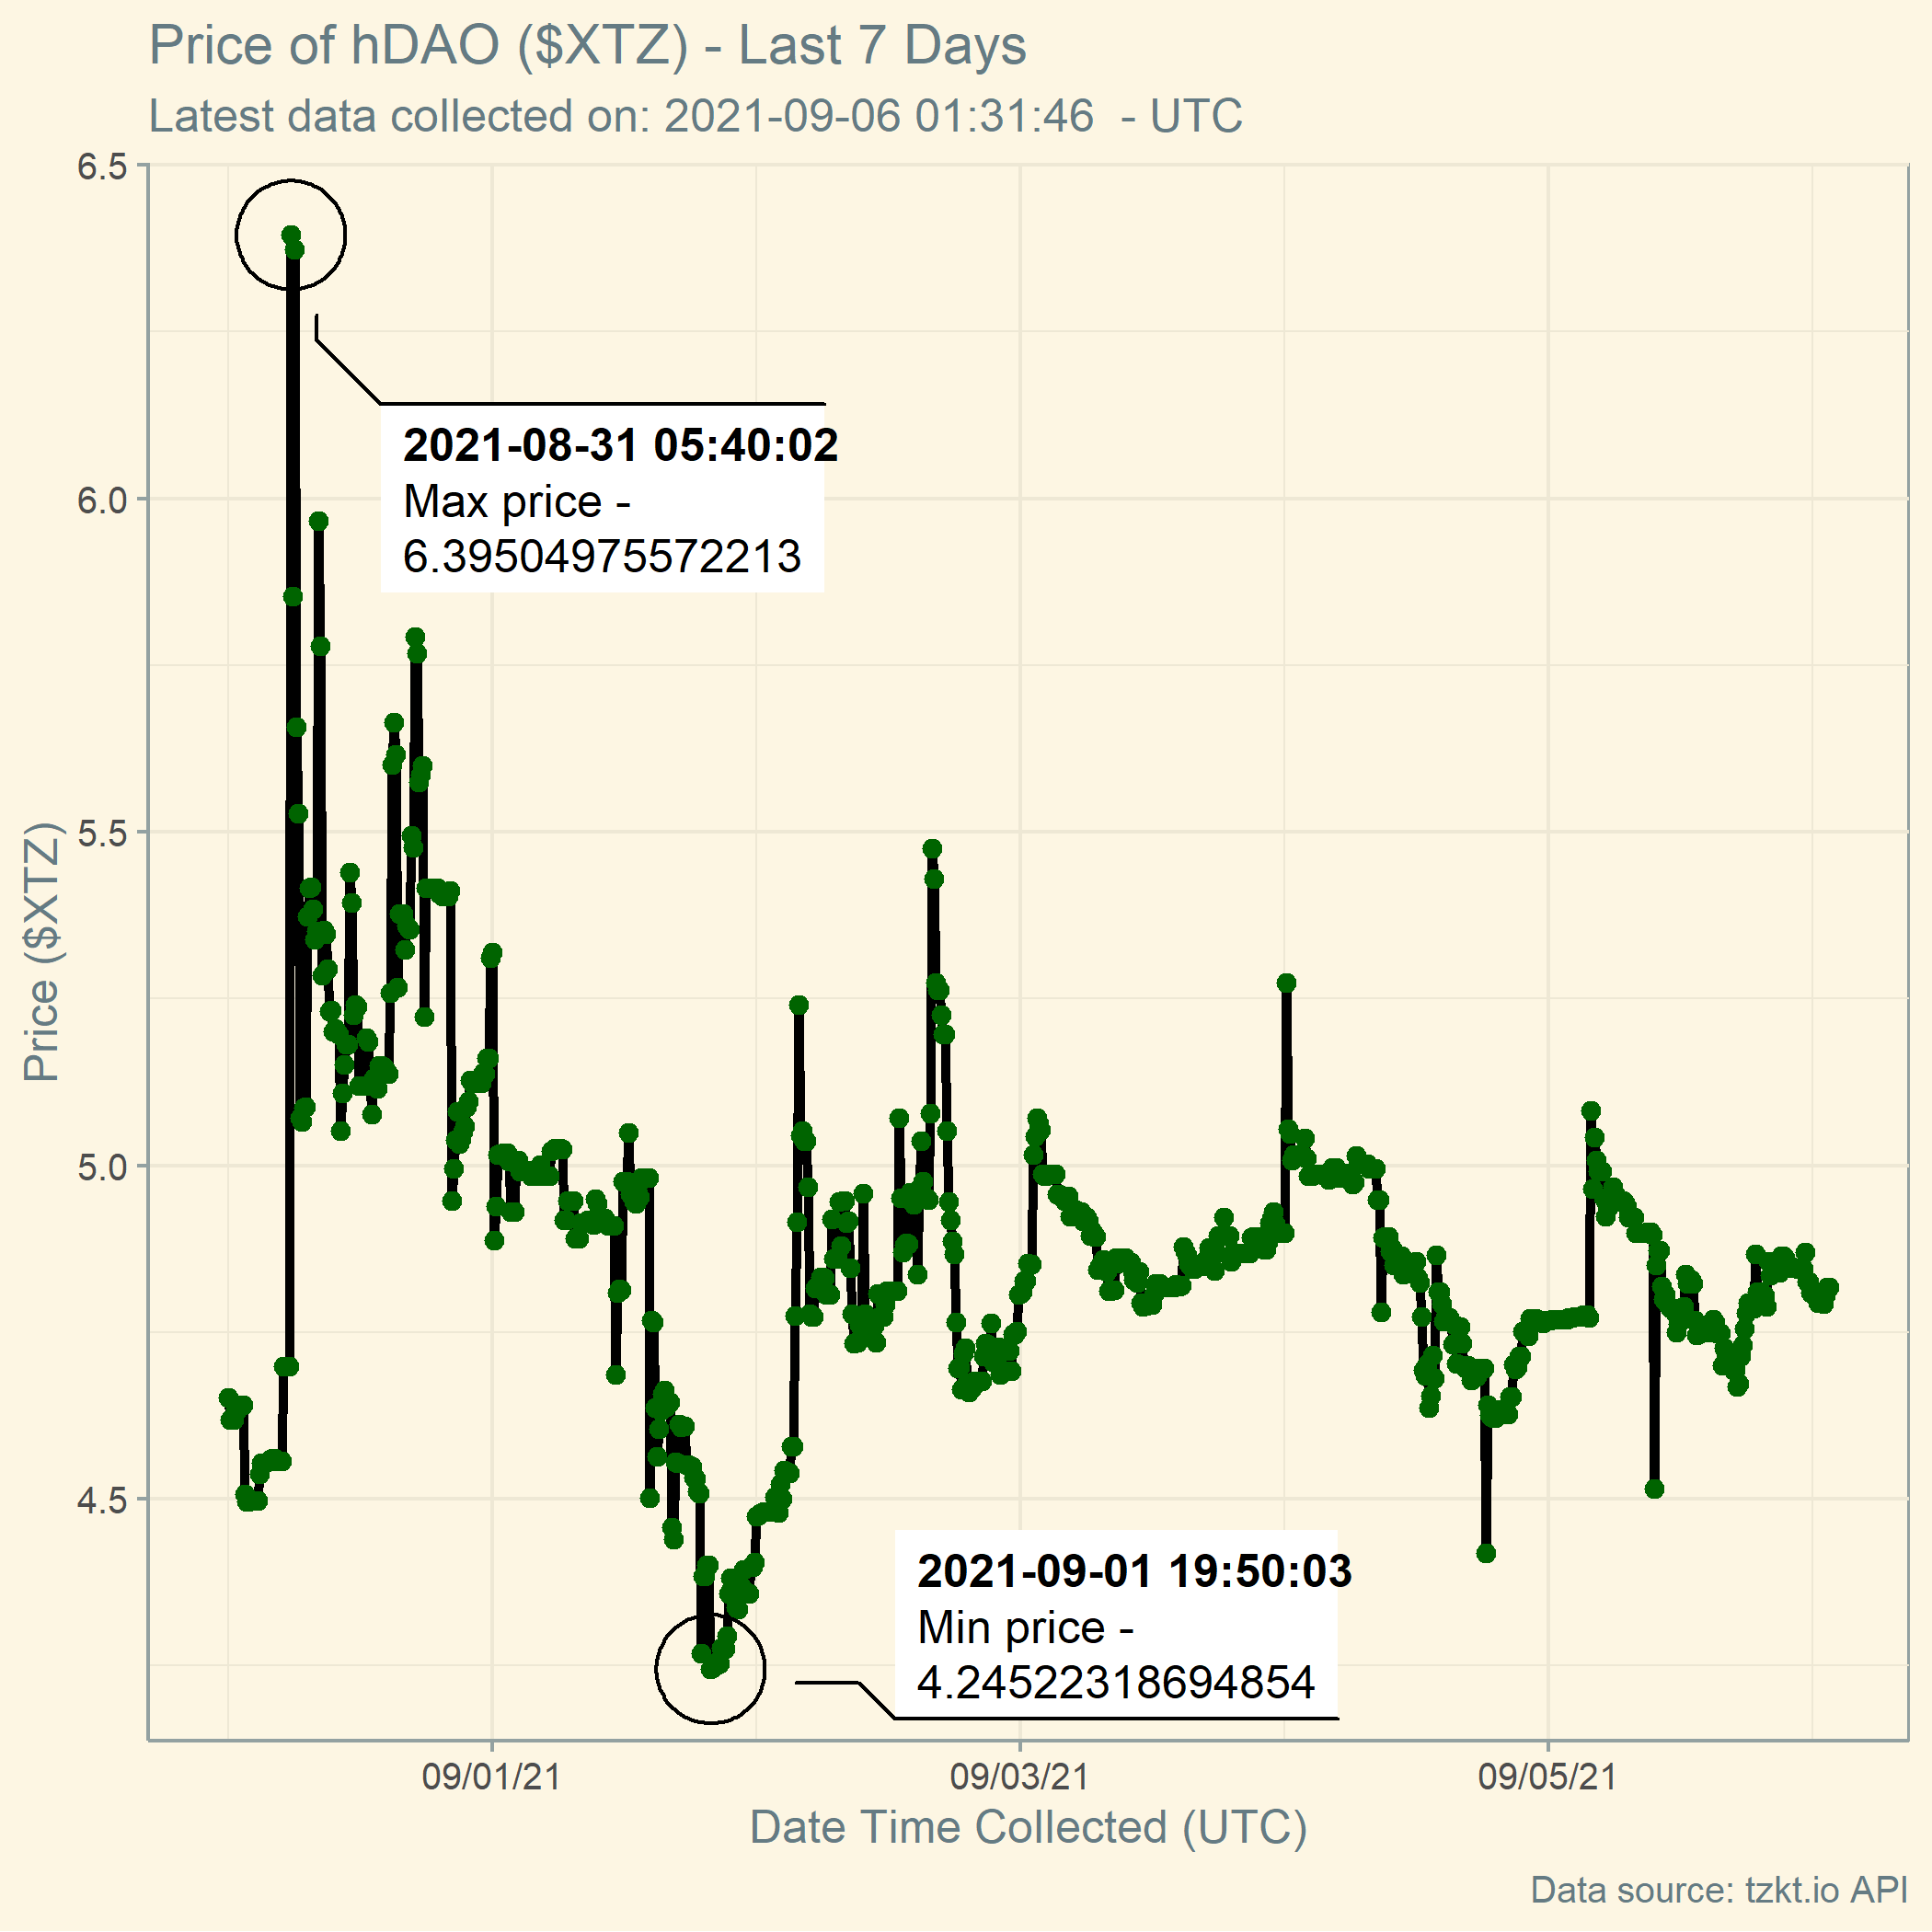 Price of hDAO ($XTZ) - Last 7 Days
Latest data collected on: 2021-09-06 01:31:46  - UTC
6.5
6.0
5.5
5.0
4.5
Price ($XTZ)
2021-08-31 05:40:02
Max price -
6.39504975572213
2021-09-01 19:50:03
Min price -
4.24522318694854
09/01/21
09/03/21
09/05/21
Date Time Collected (UTC)
Data source: tzkt.io API